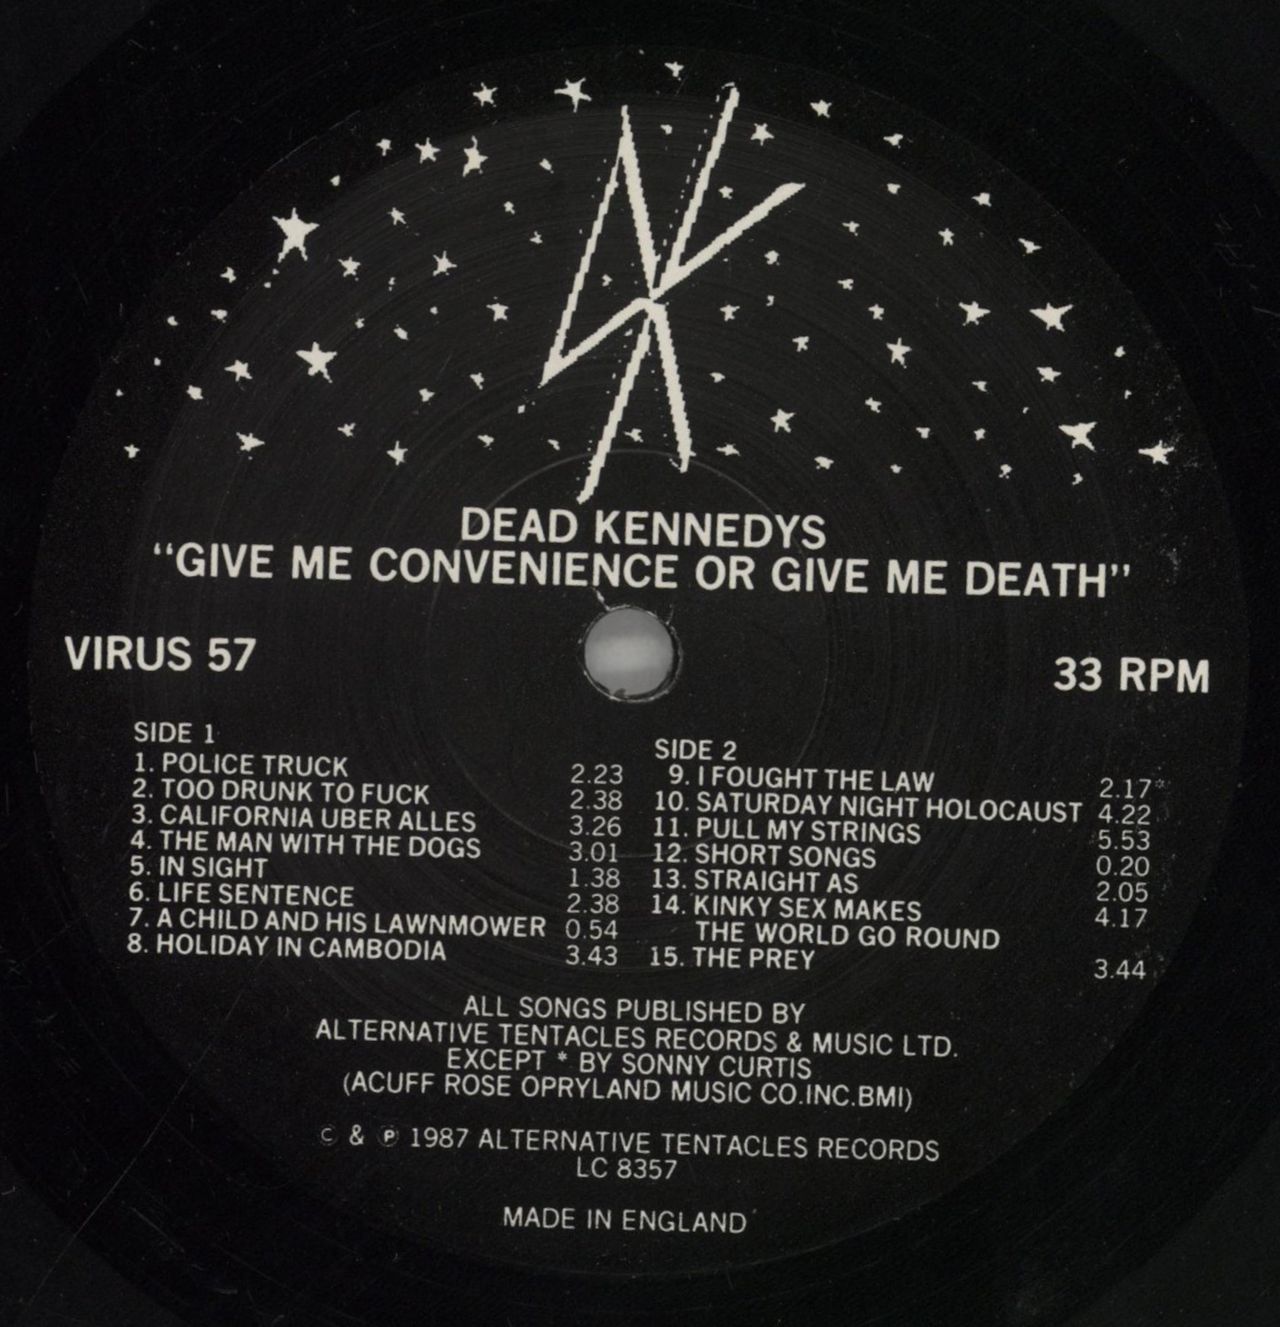 DEAD KENNEDYS
"GIVE ME CONVENIENCE OR GIVE ME DEATH"
VIRUS 57
33 RPM
SIDE 1
1. POLICE TRUCK 2.23
2. TOO DRUNK TO FUCK 2.38
3. CALIFORNIA UBER ALLES 3.26
4. THE MAN WITH THE DOGS 3.01
5. IN SIGHT 1.38
6. LIFE SENTENCE 2.38
7. A CHILD AND HIS LAWNMOWER 0.54
8. HOLIDAY IN CAMBODIA 3.43
SIDE 2
9. I FOUGHT THE LAW 2.17*
10. SATURDAY NIGHT HOLOCAUST 4.22
11. PULL MY STRINGS 5.53
12. SHORT SONGS 0.20
13. STRAIGHT AS 2.05
14. KINKY SEX MAKES 4.17
THE WORLD GO ROUND
15. THE PREY 3.44
ALL SONGS PUBLISHED BY
ALTERNATIVE TENTACLES RECORDS & MUSIC LTD.
EXCEPT * BY SONNY CURTIS
(ACUFF ROSE OPRYLAND MUSIC CO.INC.BMI)
© & ℗ 1987 ALTERNATIVE TENTACLES RECORDS
LC 8357
MADE IN ENGLAND